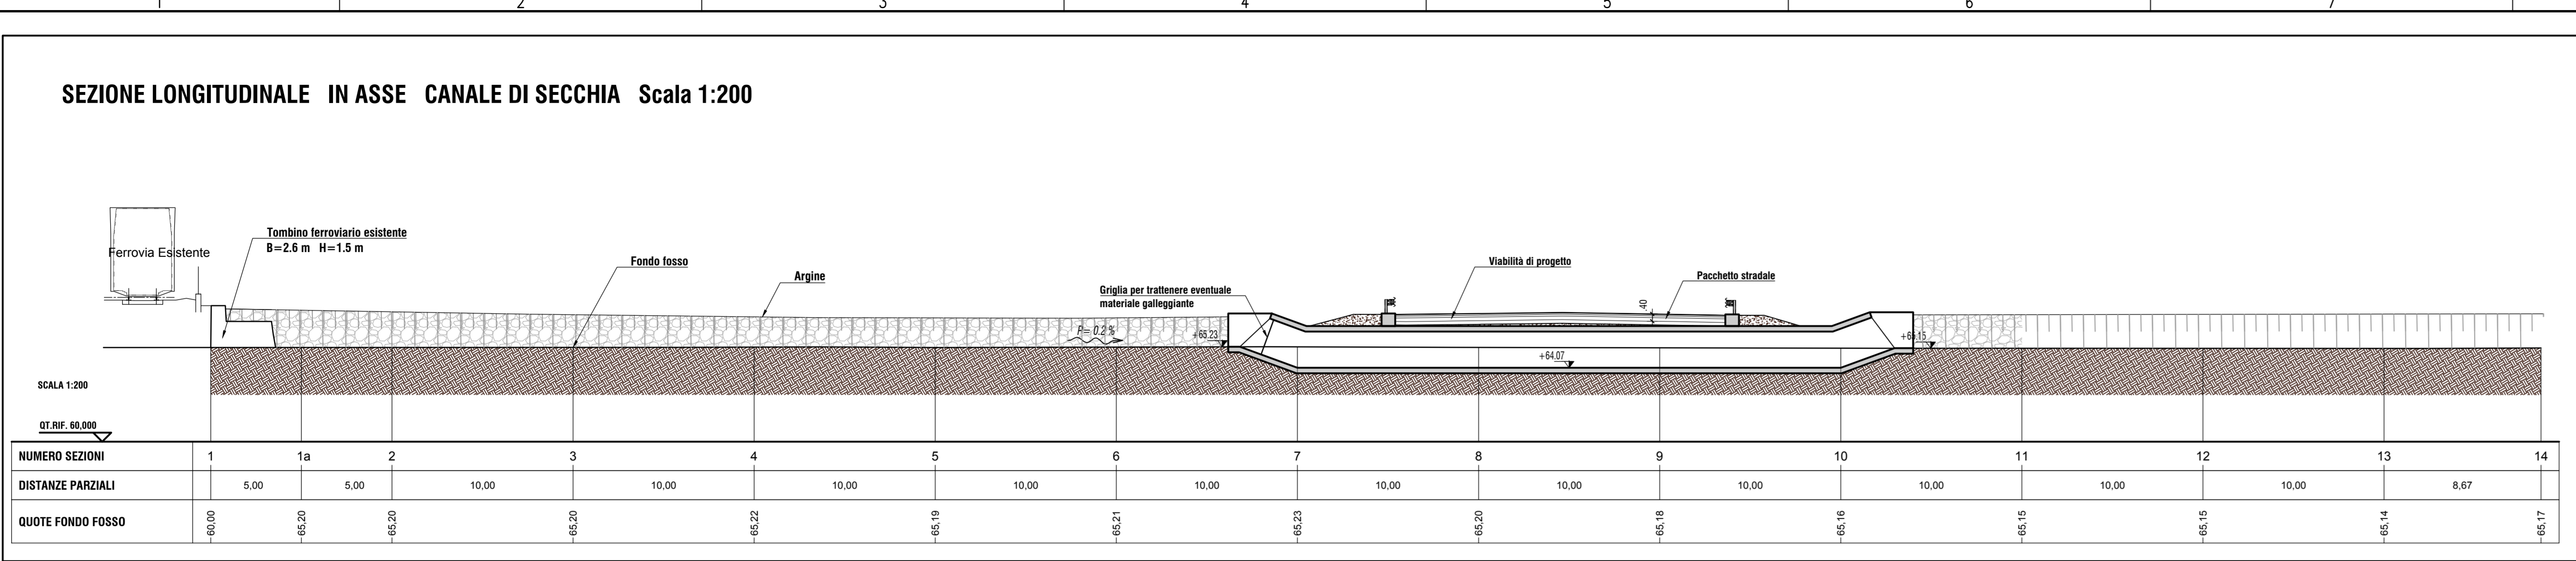 1 2 3 4 5 6 7
SEZIONE LONGITUDINALE IN ASSE CANALE DI SECCHIA Scala 1:200
Ferrovia Esistente
Tombino ferroviario esistente
B=2.6 m H=1.5 m
Fondo fosso
Argine
Griglia per trattenere eventuale
materiale galleggiante
Viabilità di progetto
Pacchetto stradale
.40
P= 0.2 %
+65.23
+64.07
+65.15
SCALA 1:200
QT.RIF. 60,000
NUMERO SEZIONI 1 1a 2 3 4 5 6 7 8 9 10 11 12 13 14
DISTANZE PARZIALI 5,00 5,00 10,00 10,00 10,00 10,00 10,00 10,00 10,00 10,00 10,00 10,00 10,00 8,67
QUOTE FONDO FOSSO 60,00 65,20 65,20 65,20 65,22 65,19 65,21 65,23 65,20 65,18 65,16 65,15 65,15 65,14 65,17